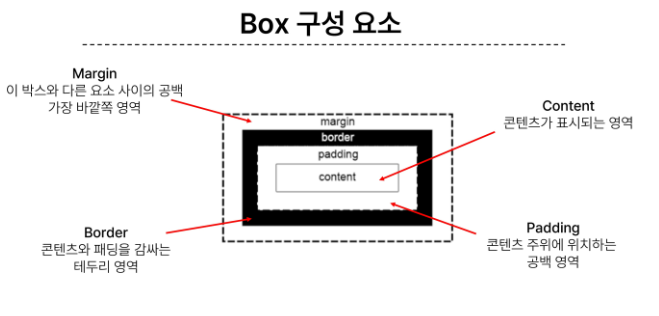 Box 구성 요소
Margin
이 박스와 다른 요소 사이의 공백
가장 바깥쪽 영역
margin
border
padding
content
Content
콘텐츠가 표시되는 영역
Border
콘텐츠와 패딩을 감싸는
테두리 영역
Padding
콘텐츠 주위에 위치하는
공백 영역